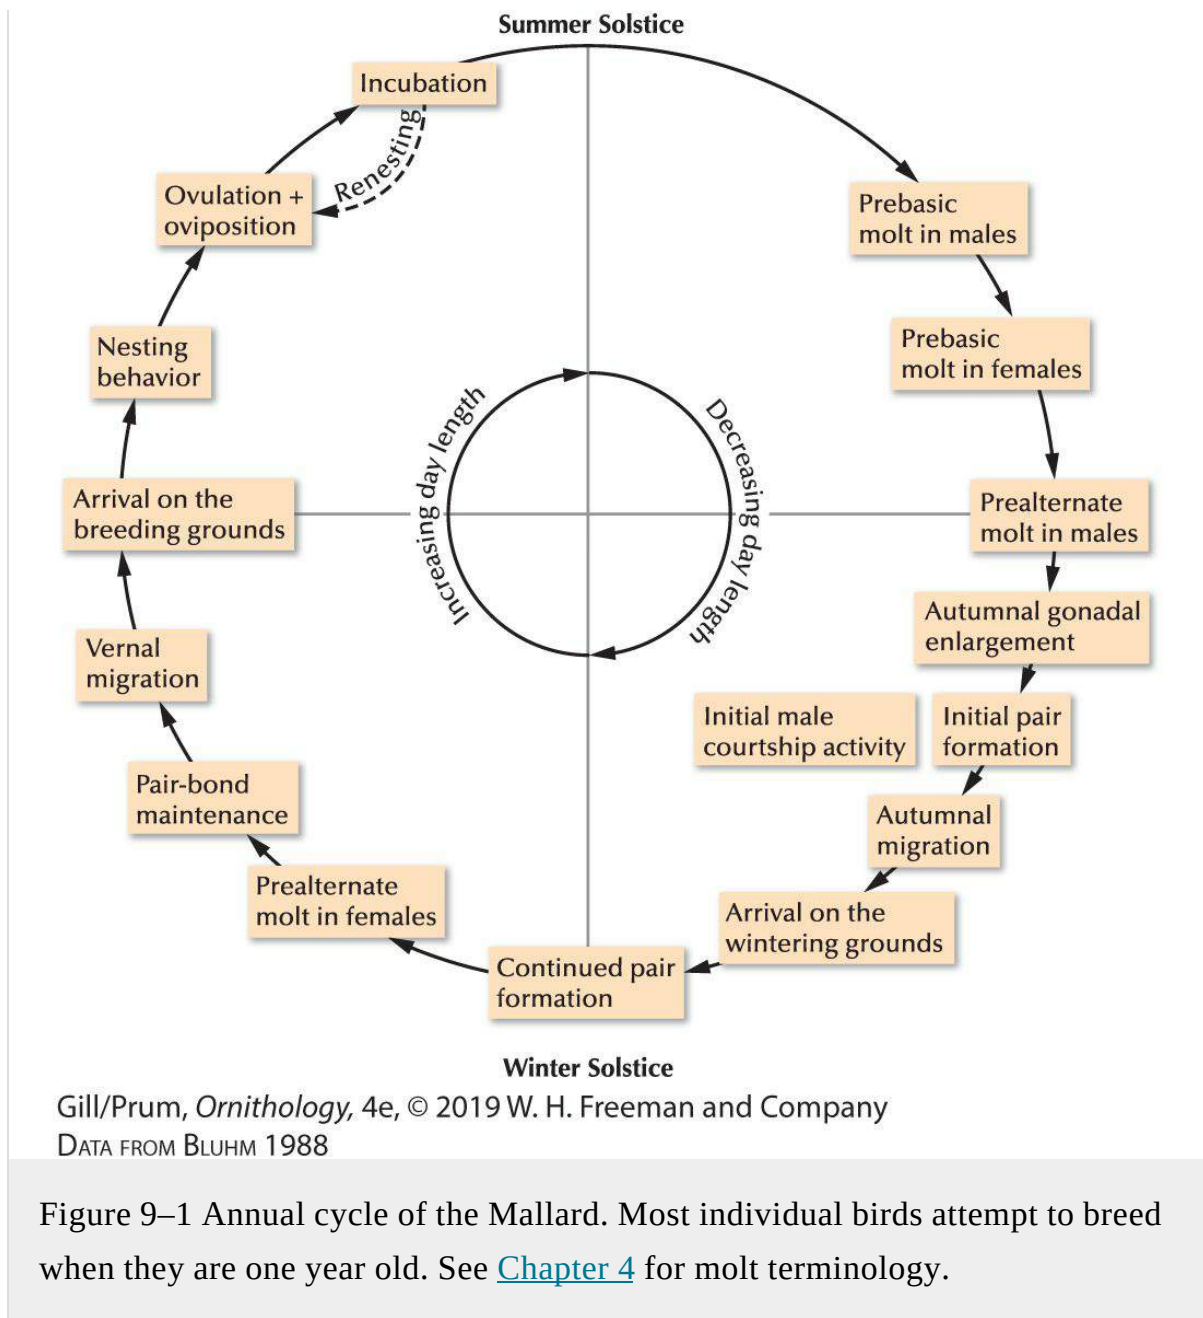 Summer Solstice
Incubation
Renesting
Ovulation +
oviposition
Nesting
behavior
Arrival on the
breeding grounds
Vernal
migration
Pair-bond
maintenance
Prealternate
molt in females
Continued pair
formation
Arrival on the
wintering grounds
Autumnal
migration
Initial pair
formation
Initial male
courtship activity
Autumnal gonadal
enlargement
Prealternate
molt in males
Prebasic
molt in females
Prebasic
molt in males
Increasing day length
Decreasing day length
Winter Solstice
Gill/Prum, Ornithology, 4e, © 2019 W. H. Freeman and Company
DATA FROM BLUHM 1988
Figure 9–1 Annual cycle of the Mallard. Most individual birds attempt to breed
when they are one year old. See Chapter 4 for molt terminology.